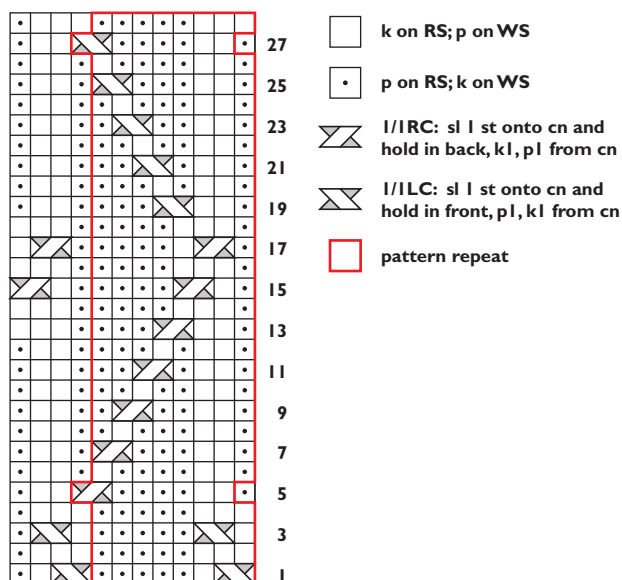 27
25
23
21
19
17
15
13
11
9
7
5
3
1
k on RS; p on WS
p on RS; k on WS
1/1RC: sl 1 st onto cn and
hold in back, k1, p1 from cn
1/1LC: sl 1 st onto cn and
hold in front, p1, k1 from cn
pattern repeat